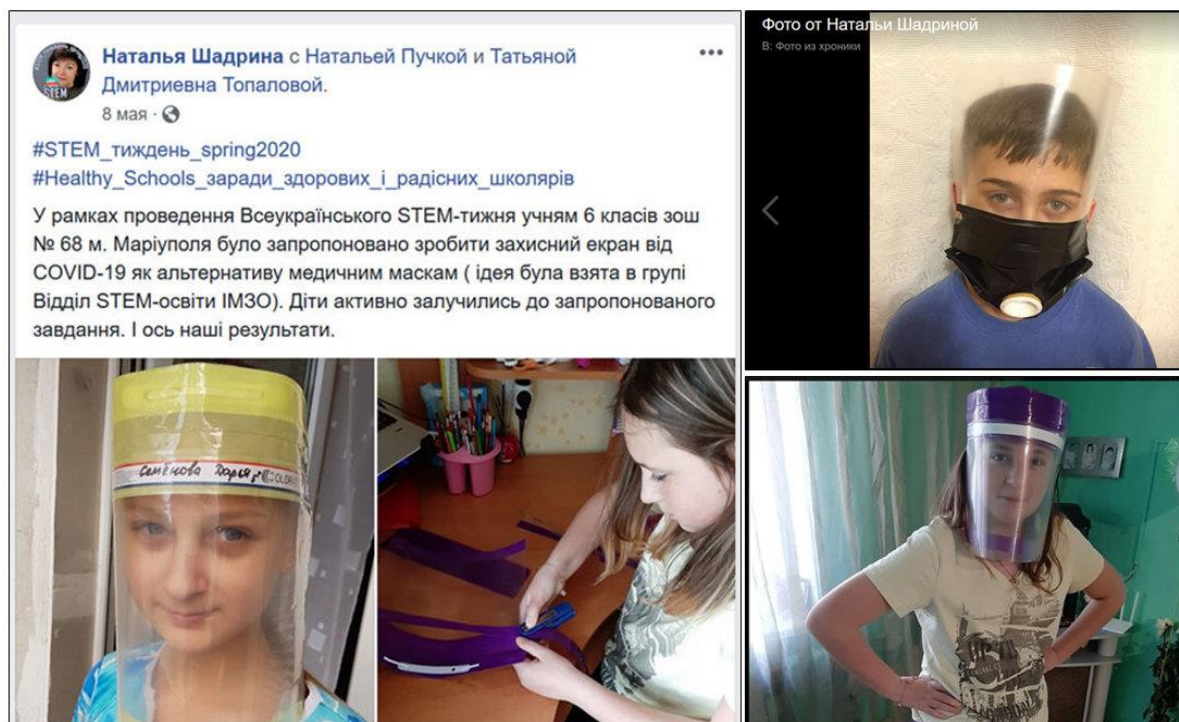 Наталья Шадрина с Натальей Пучкой и Татьяной
Дмитриевна Топаловой.
8 мая
#STEM_тиждень_spring2020
#Healthy_Schools_заради_здорових_і_радісних_школярів
У рамках проведення Всеукраїнського STEM-тижня учням 6 класів зош
№ 68 м. Маріуполя було запропоновано зробити захисний екран від
COVID-19 як альтернативу медичним маскам ( ідея була взята в групі
Відділ STEM-освіти ІМЗО). Діти активно залучились до запропонованого
завдання. І ось наші результати.
STEM
Семёнова Дарья
Фото от Натальи Шадриной
В: Фото из хроники